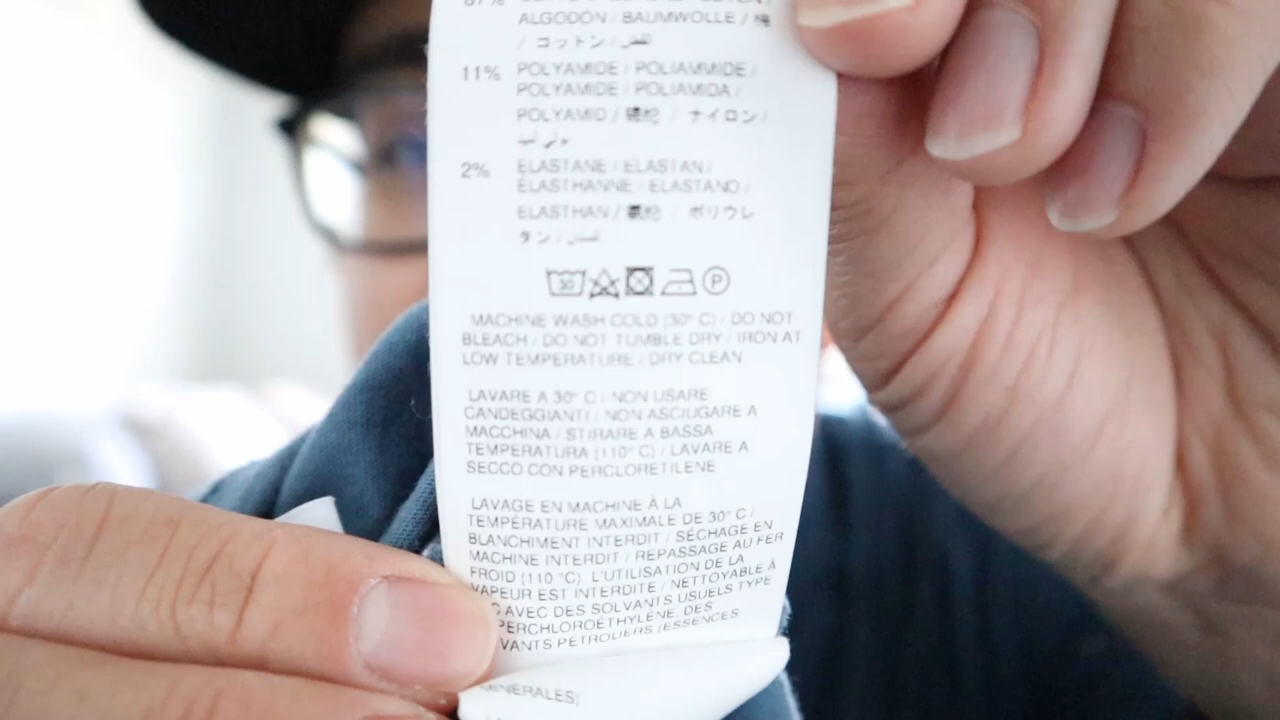 87%
ALGODÓN / BAUMWOLLE / 棉
/ コットン / قطن
11% POLYAMIDE / POLIAMMIDE /
POLYAMIDE / POLIAMIDA /
POLYAMID / 锦纶 / ナイロン /
2% ELASTANE / ELASTAN /
ÉLASTHANNE / ELASTANO /
ELASTHAN / 氨纶 / ポリウレ
タン /
30 P
MACHINE WASH COLD (30° C) / DO NOT
BLEACH / DO NOT TUMBLE DRY / IRON AT
LOW TEMPERATURE / DRY CLEAN
LAVARE A 30° C / NON USARE
CANDEGGIANTI / NON ASCIUGARE A
MACCHINA / STIRARE A BASSA
TEMPERATURA (110° C) / LAVARE A
SECCO CON PERCLORETILENE
LAVAGE EN MACHINE À LA
TEMPÉRATURE MAXIMALE DE 30° C /
BLANCHIMENT INTERDIT / SÉCHAGE EN
MACHINE INTERDIT / REPASSAGE AU FER
FROID (110 °C). L'UTILISATION DE LA
VAPEUR EST INTERDITE / NETTOYABLE À
C AVEC DES SOLVANTS USUELS TYPE
PERCHLOROÉTHYLÈNE, DES
VANTS PÉTROLIERS (ESSENCES
MINÉRALES)